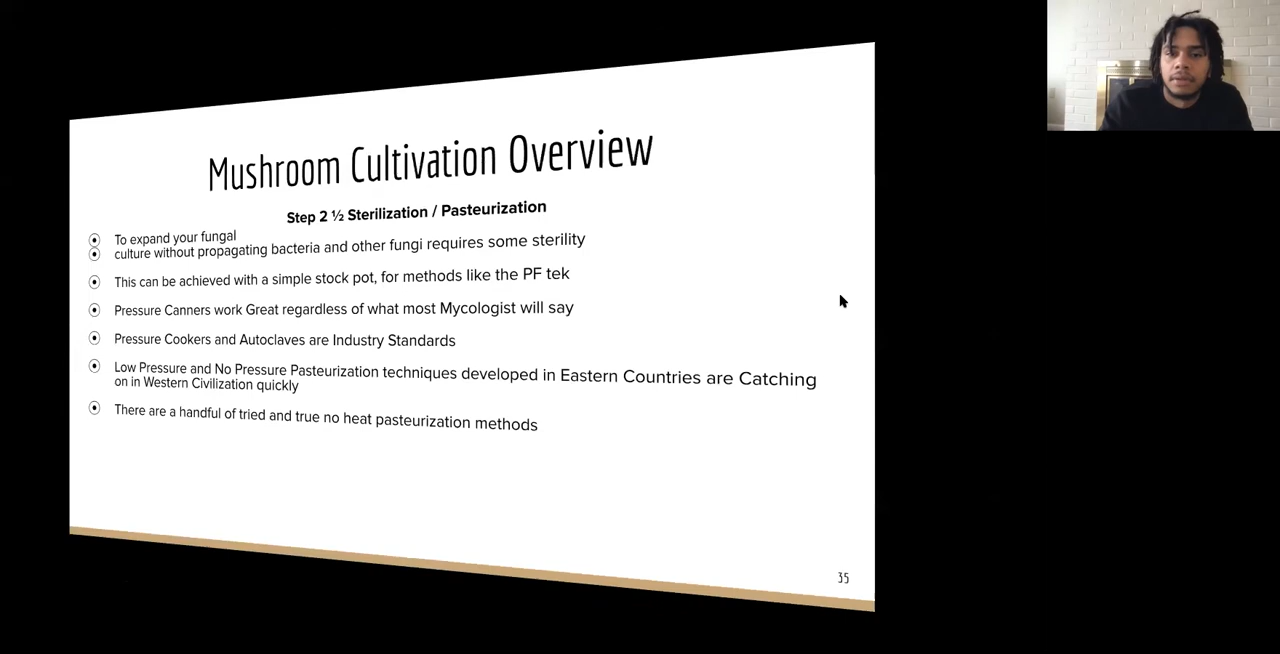 Mushroom Cultivation Overview
Step 2 ½ Sterilization / Pasteurization
To expand your fungal
culture without propagating bacteria and other fungi requires some sterility
This can be achieved with a simple stock pot, for methods like the PF tek
Pressure Canners work Great regardless of what most Mycologist will say
Pressure Cookers and Autoclaves are Industry Standards
Low Pressure and No Pressure Pasteurization techniques developed in Eastern Countries are Catching
on in Western Civilization quickly
There are a handful of tried and true no heat pasteurization methods
35